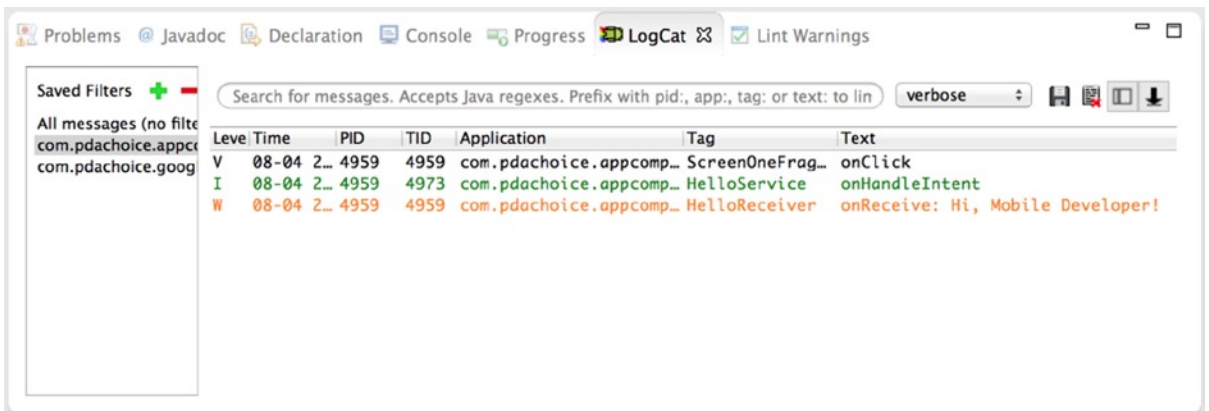 Problems @ Javadoc Declaration Console Progress LogCat Lint Warnings
Saved Filters
All messages (no filte
com.pdachoice.appco
com.pdachoice.goog
Search for messages. Accepts Java regexes. Prefix with pid:, app:, tag: or text: to lim verbose
Leve Time PID TID Application Tag Text
V 08-04 2… 4959 4959 com.pdachoice.appcomp… ScreenOneFrag… onClick
I 08-04 2… 4959 4973 com.pdachoice.appcomp… HelloService onHandleIntent
W 08-04 2… 4959 4959 com.pdachoice.appcomp… HelloReceiver onReceive: Hi, Mobile Developer!